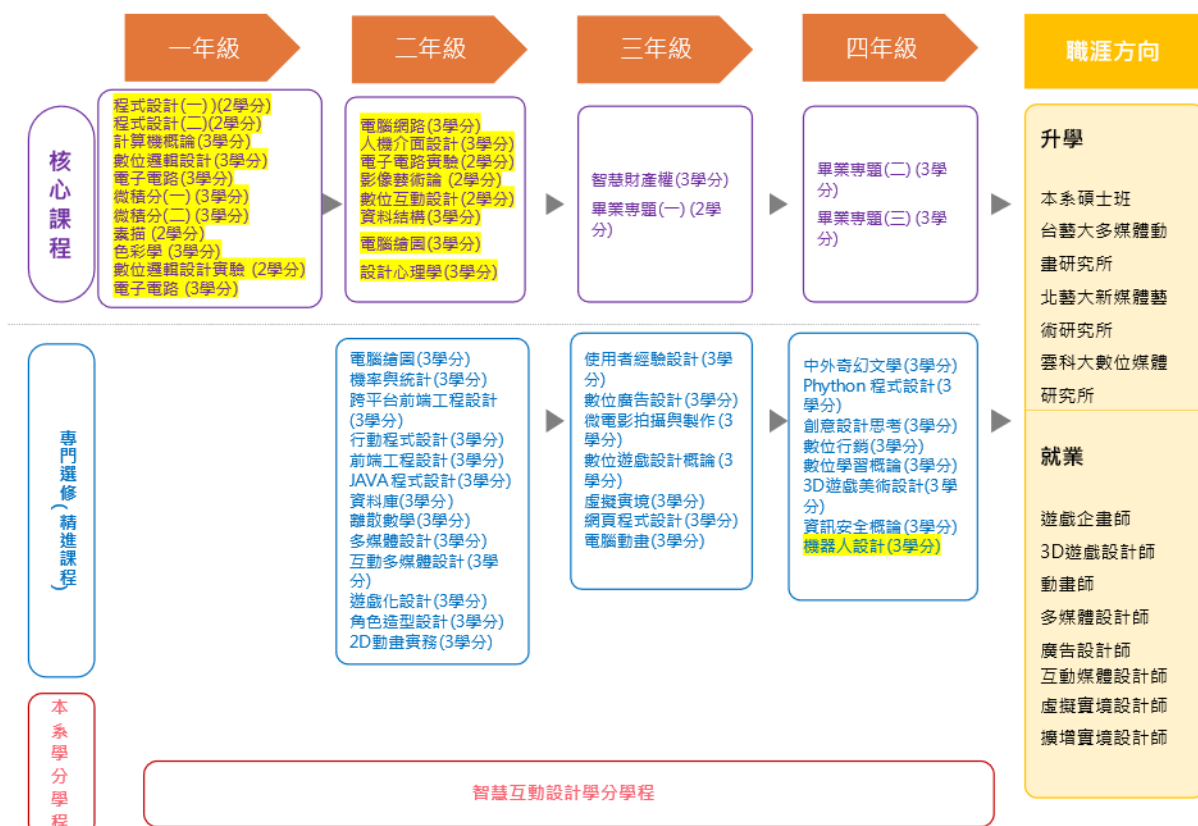 一年級
二年級
三年級
四年級
職涯方向
核
心
課
程
程式設計(一) )(2學分)
程式設計(二)(2學分)
計算機概論(3學分)
數位邏輯設計(3學分)
電子電路(3學分)
微積分(一) (3學分)
微積分(二) (3學分)
素描 (2學分)
色彩學 (3學分)
數位邏輯設計實驗 (2學分)
電子電路 (3學分)
電腦網路(3學分)
人機介面設計(3學分)
電子電路實驗(2學分)
影像藝術論 (2學分)
數位互動設計(2學分)
資料結構(3學分)
電腦繪圖(3學分)
設計心理學(3學分)
智慧財產權(3學分)
畢業專題(一) (2學
分)
畢業專題(二) (3學
分)
畢業專題(三) (3學
分)
升學
本系碩士班
台藝大多媒體動
畫研究所
北藝大新媒體藝
術研究所
雲科大數位媒體
研究所
專門選修(精進課程)
電腦繪圖(3學分)
機率與統計(3學分)
跨平台前端工程設計
(3學分)
行動程式設計(3學分)
前端工程設計(3學分)
JAVA程式設計(3學分)
資料庫(3學分)
離散數學(3學分)
多媒體設計(3學分)
互動多媒體設計(3學
分)
遊戲化設計(3學分)
角色造型設計(3學分)
2D動畫實務(3學分)
使用者經驗設計(3學
分)
數位廣告設計(3學分)
微電影拍攝與製作(3
學分)
數位遊戲設計概論(3
學分)
虛擬實境(3學分)
網頁程式設計(3學分)
電腦動畫(3學分)
中外奇幻文學(3學分)
Phython 程式設計(3
學分)
創意設計思考(3學分)
數位行銷(3學分)
數位學習概論(3學分)
3D遊戲美術設計(3學
分)
資訊安全概論(3學分)
機器人設計(3學分)
就業
遊戲企畫師
3D遊戲設計師
動畫師
多媒體設計師
廣告設計師
互動媒體設計師
虛擬實境設計師
擴增實境設計師
本
系
學
分
學
程
智慧互動設計學分學程